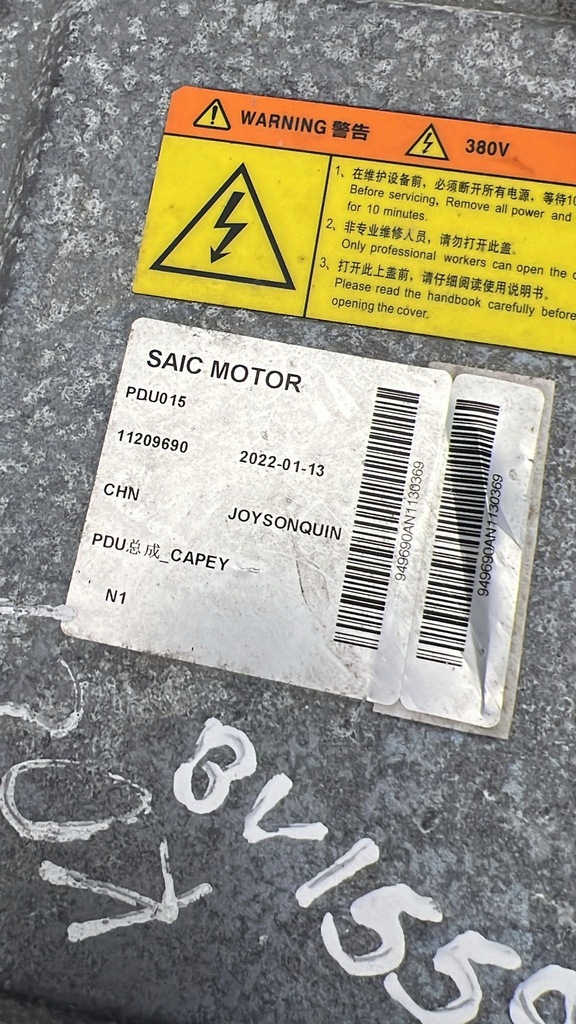 WARNING 警告 380V
1、在维护设备前，必须断开所有电源，等待10
Before servicing, Remove all power and
for 10 minutes.
2、非专业维修人员，请勿打开此盖。
Only professional workers can open the
3、打开此上盖前，请仔细阅读使用说明书。
Please read the handbook carefully before
opening the cover.
SAIC MOTOR
PDU015
11209690 2022-01-13
CHN
JOYSONQUIN
PDU总成_CAPEY
N1
949690AN1130369
949690AN1130369
OK
BV155